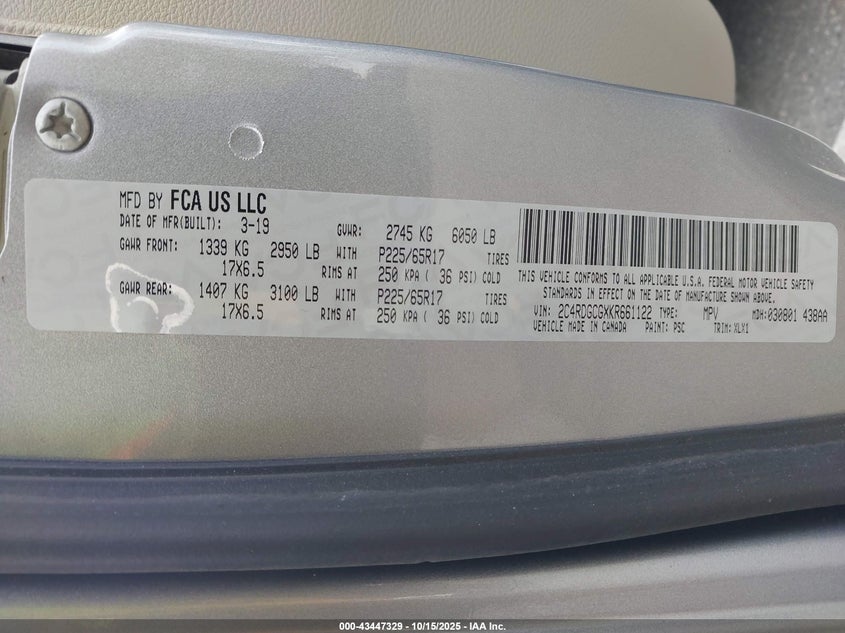 MFD BY FCA US LLC
DATE OF MFR(BUILT): 3-19 GVWR: 2745 KG 6050 LB
GAWR FRONT: 1339 KG 2950 LB WITH P225/65R17 TIRES
17X6.5 RIMS AT 250 KPA ( 36 PSI) COLD
GAWR REAR: 1407 KG 3100 LB WITH P225/65R17 TIRES
17X6.5 RIMS AT 250 KPA ( 36 PSI) COLD
THIS VEHICLE CONFORMS TO ALL APPLICABLE U.S.A. FEDERAL MOTOR VEHICLE SAFETY
STANDARDS IN EFFECT ON THE DATE OF MANUFACTURE SHOWN ABOVE.
VIN: 2C4RDGCGXKR661122 TYPE: MPV MDH: 030801 438AA
VEHICLE MADE IN CANADA PAINT: PSC TRIM: XLX1
000-43447329 - 10/15/2025 - IAA Inc.